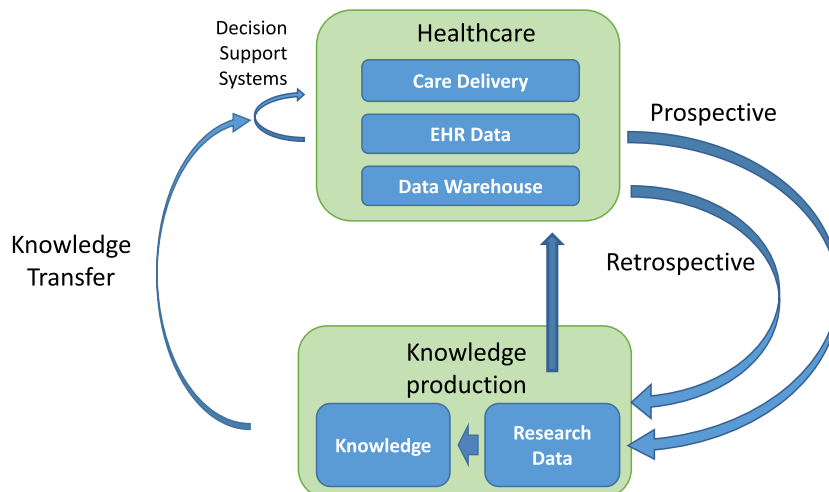 Decision
Support
Systems
Healthcare
Care Delivery
EHR Data
Data Warehouse
Prospective
Retrospective
Knowledge
Transfer
Knowledge
production
Knowledge
Research
Data